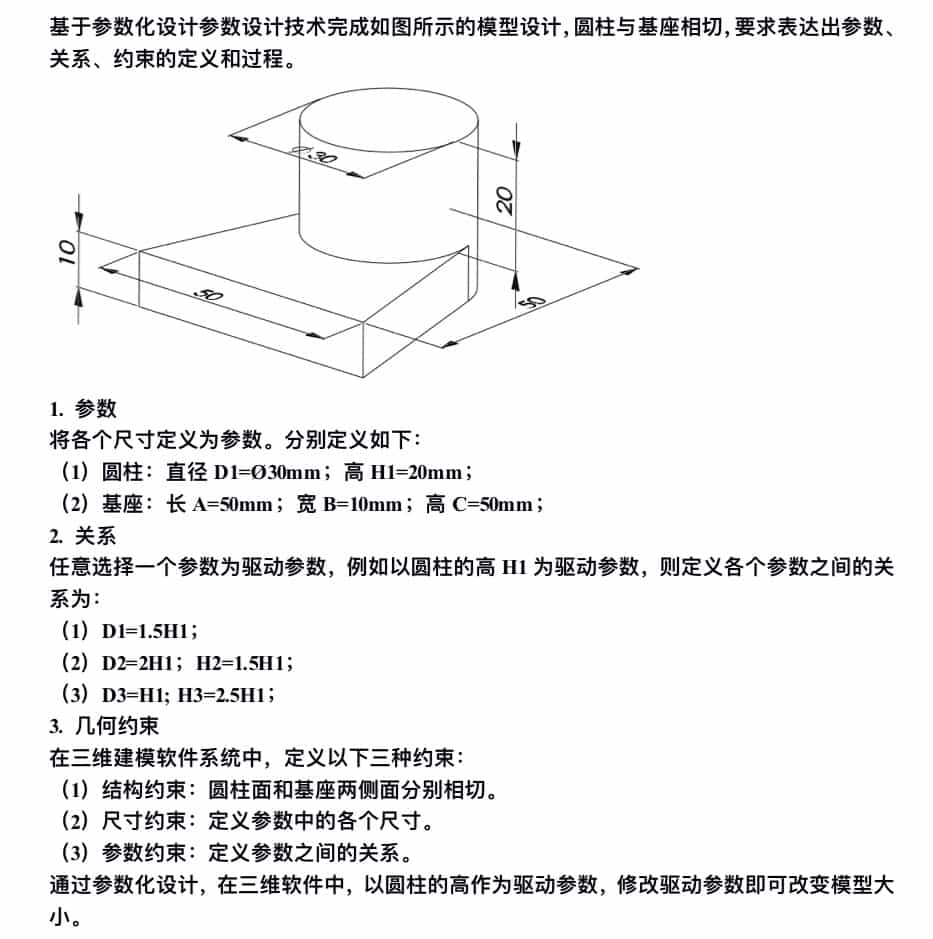 基于参数化设计参数设计技术完成如图所示的模型设计,圆柱与基座相切,要求表达出参数、
关系、约束的定义和过程。
Ø30
20
10
50
50
1. 参数
将各个尺寸定义为参数。分别定义如下：
（1）圆柱：直径 D1=Ø30mm；高 H1=20mm；
（2）基座：长 A=50mm；宽 B=10mm；高 C=50mm；
2. 关系
任意选择一个参数为驱动参数，例如以圆柱的高 H1 为驱动参数，则定义各个参数之间的关
系为：
（1）D1=1.5H1；
（2）D2=2H1；H2=1.5H1；
（3）D3=H1; H3=2.5H1；
3. 几何约束
在三维建模软件系统中，定义以下三种约束：
（1）结构约束：圆柱面和基座两侧面分别相切。
（2）尺寸约束：定义参数中的各个尺寸。
（3）参数约束：定义参数之间的关系。
通过参数化设计，在三维软件中，以圆柱的高作为驱动参数，修改驱动参数即可改变模型大
小。